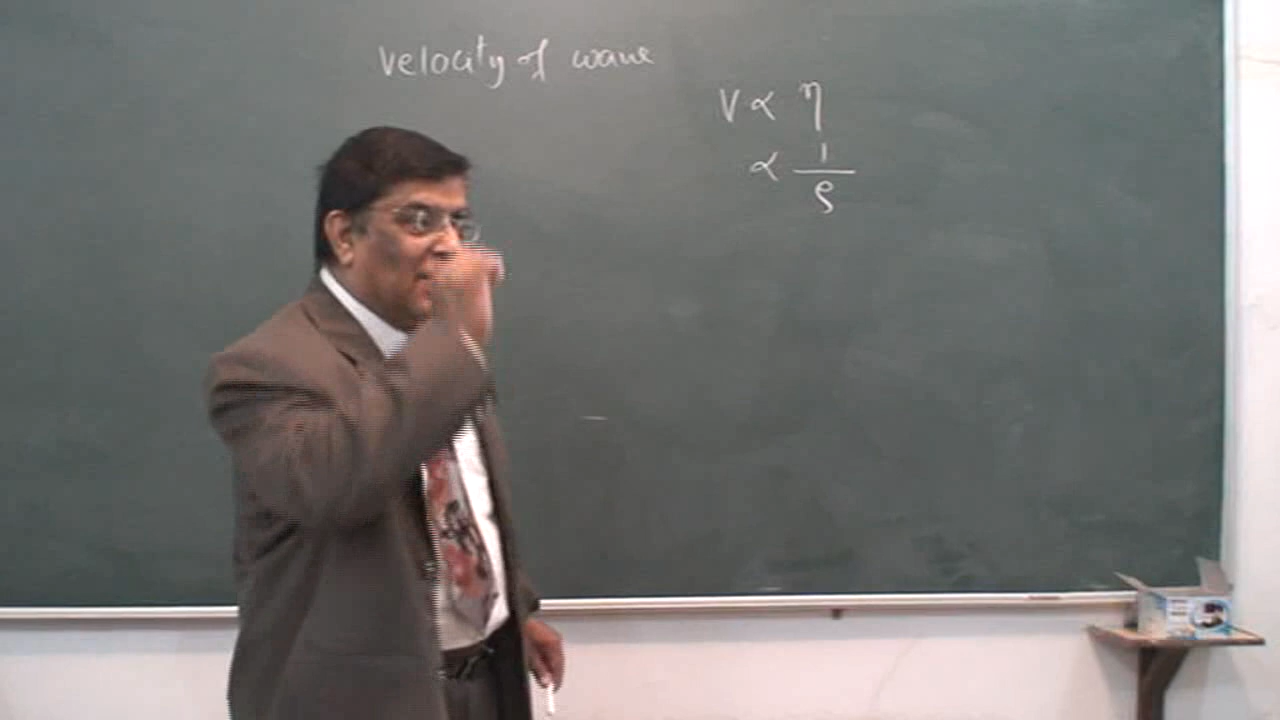 velocity of wave
V ∝ η
∝ 1/ρ